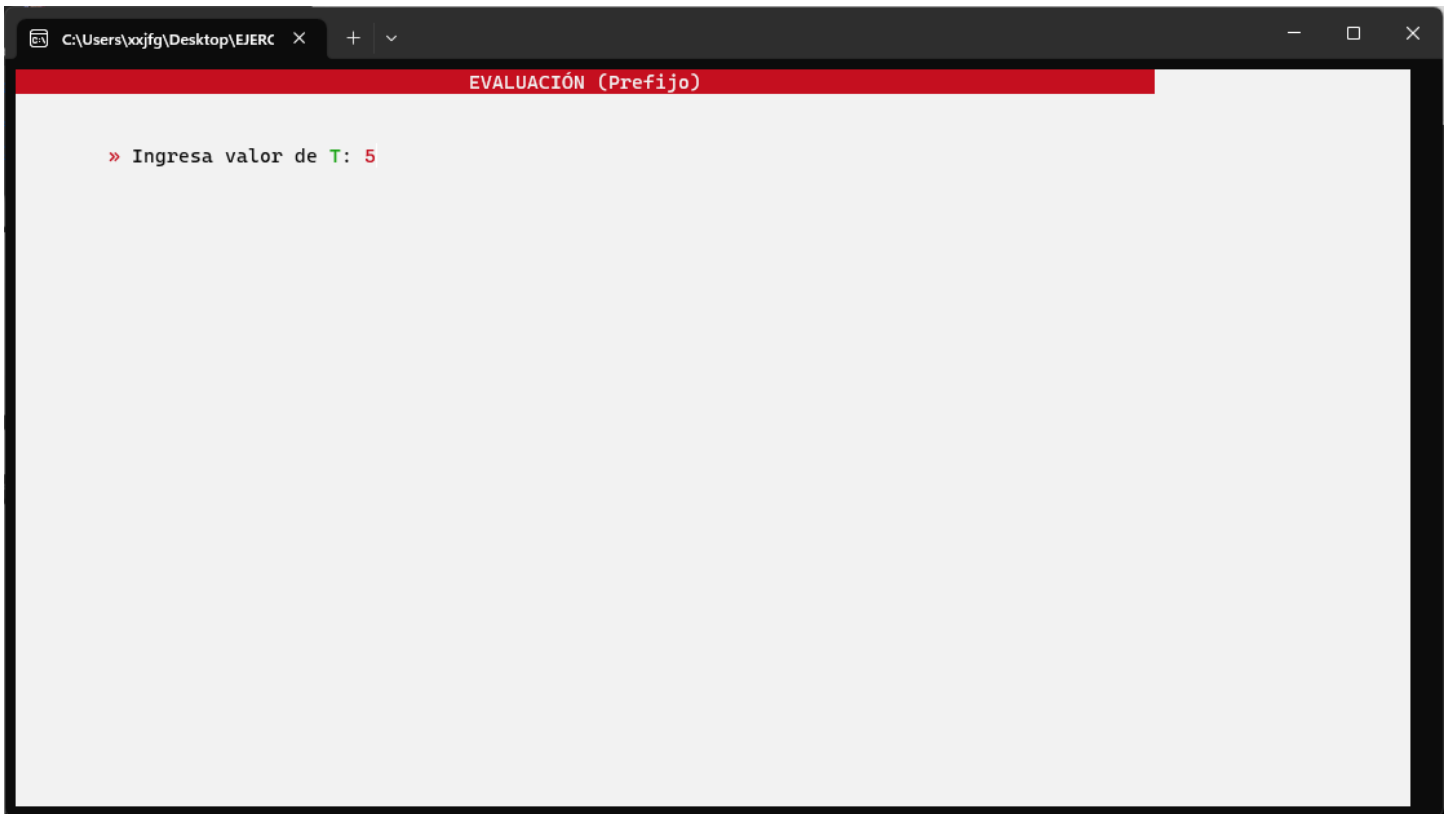 C:\Users\xxjfg\Desktop\EJERC
EVALUACIÓN (Prefijo)
» Ingresa valor de T: 5